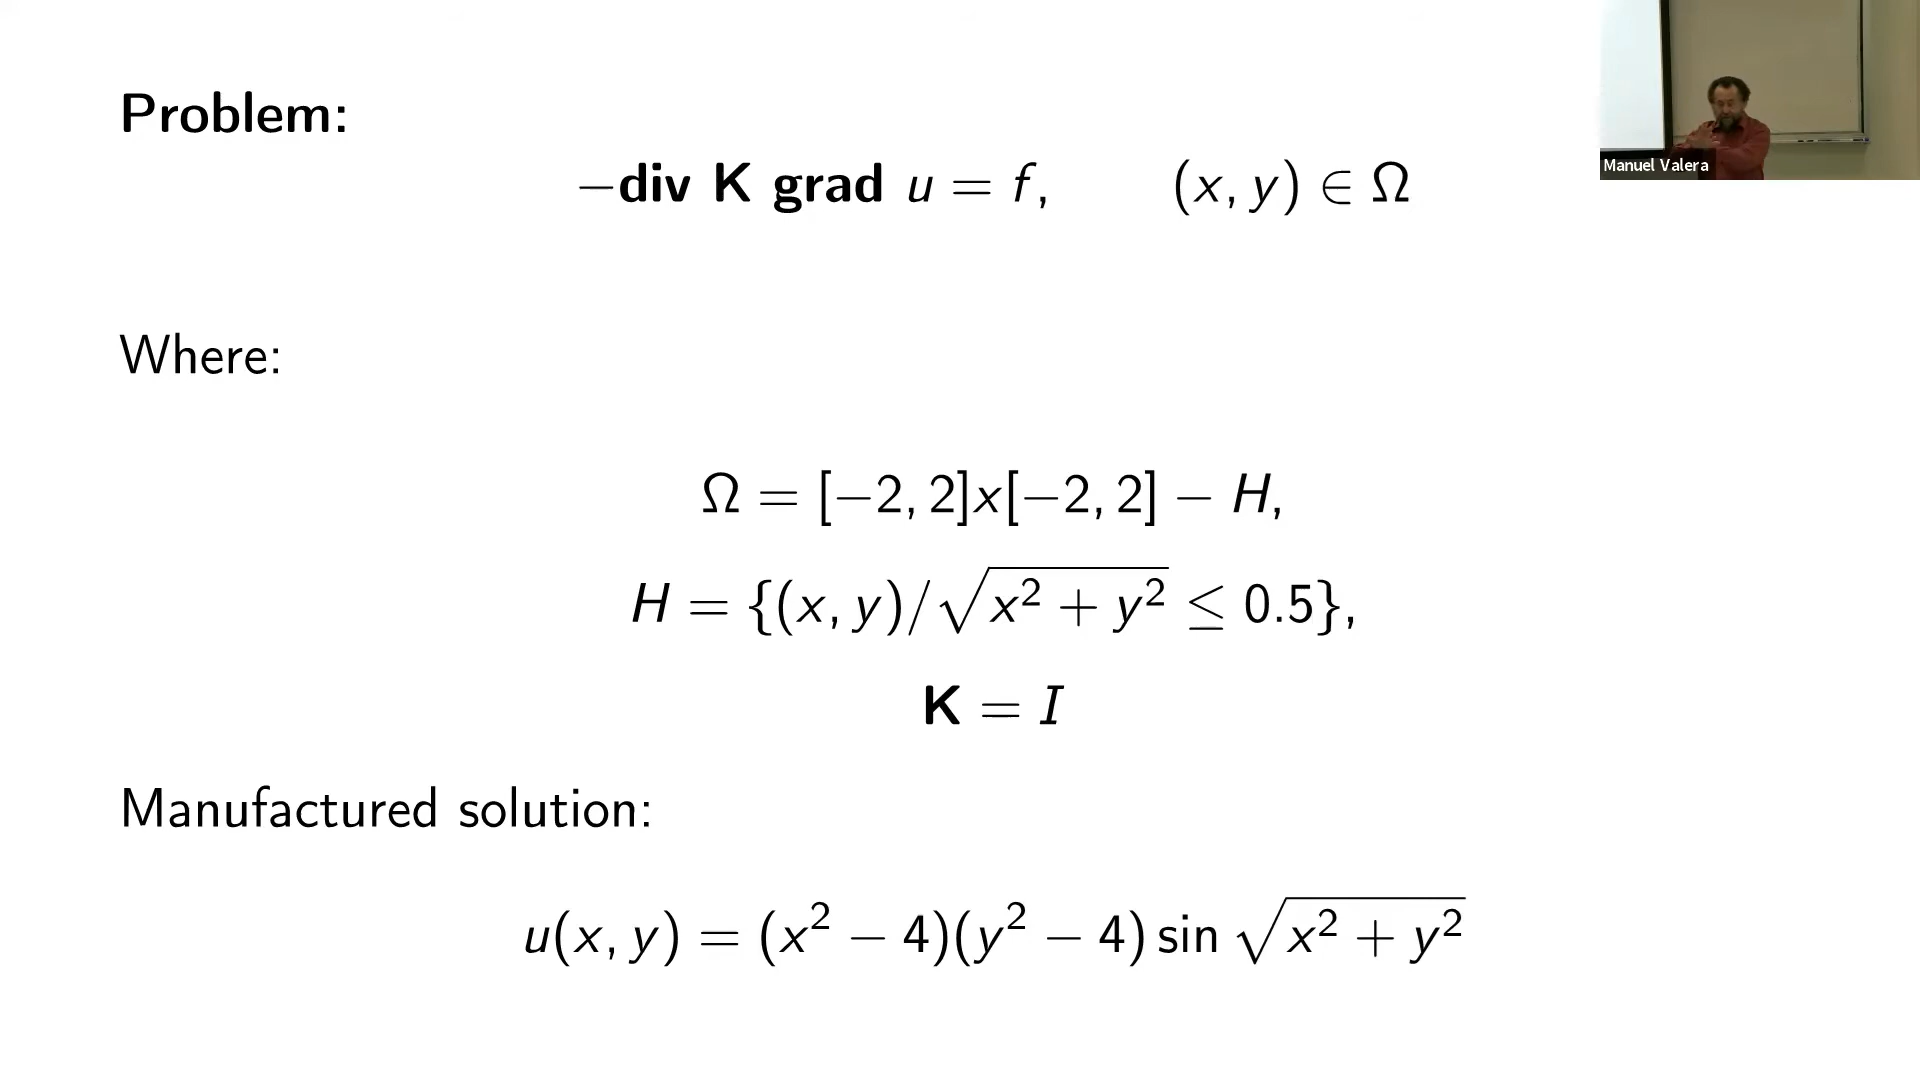 Problem:
−div K grad u = f, (x, y) ∈ Ω
Where:
Ω = [−2, 2]x[−2, 2] − H,
H = {(x, y)/√(x² + y²) ≤ 0.5},
K = I
Manufactured solution:
u(x, y) = (x² − 4)(y² − 4) sin √(x² + y²)
Manuel Valera